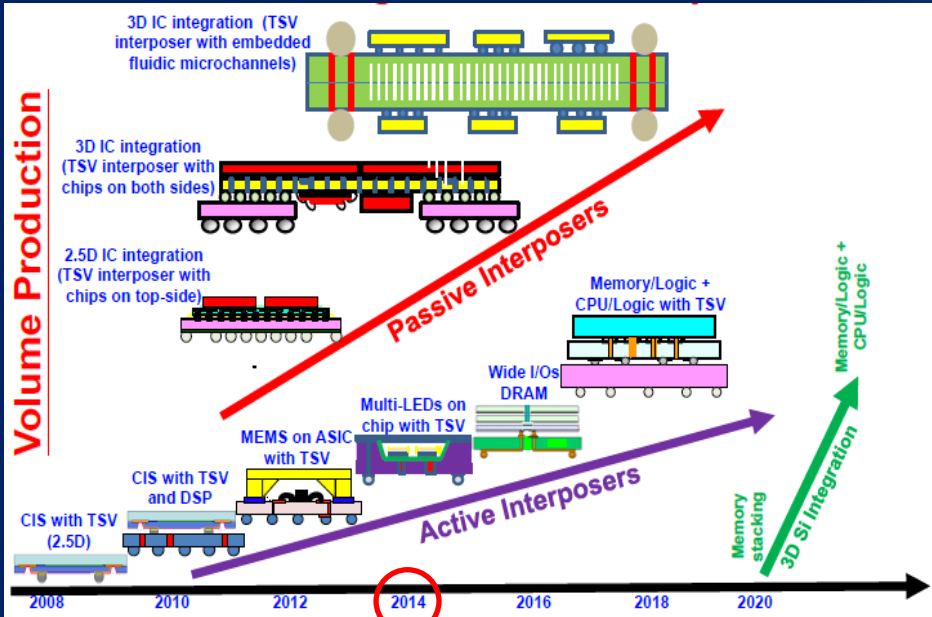 3D IC integration (TSV
interposer with embedded
fluidic microchannels)
Volume Production
3D IC integration
(TSV interposer with
chips on both sides)
2.5D IC integration
(TSV interposer with
chips on top-side)
Passive Interposers
Memory/Logic +
CPU/Logic with TSV
Memory/Logic +
CPU/Logic
Wide I/Os
DRAM
Multi-LEDs on
chip with TSV
MEMS on ASIC
with TSV
CIS with TSV
and DSP
CIS with TSV
(2.5D)
Active Interposers
Memory
stacking
3D Si Integration
2008
2010
2012
2014
2016
2018
2020